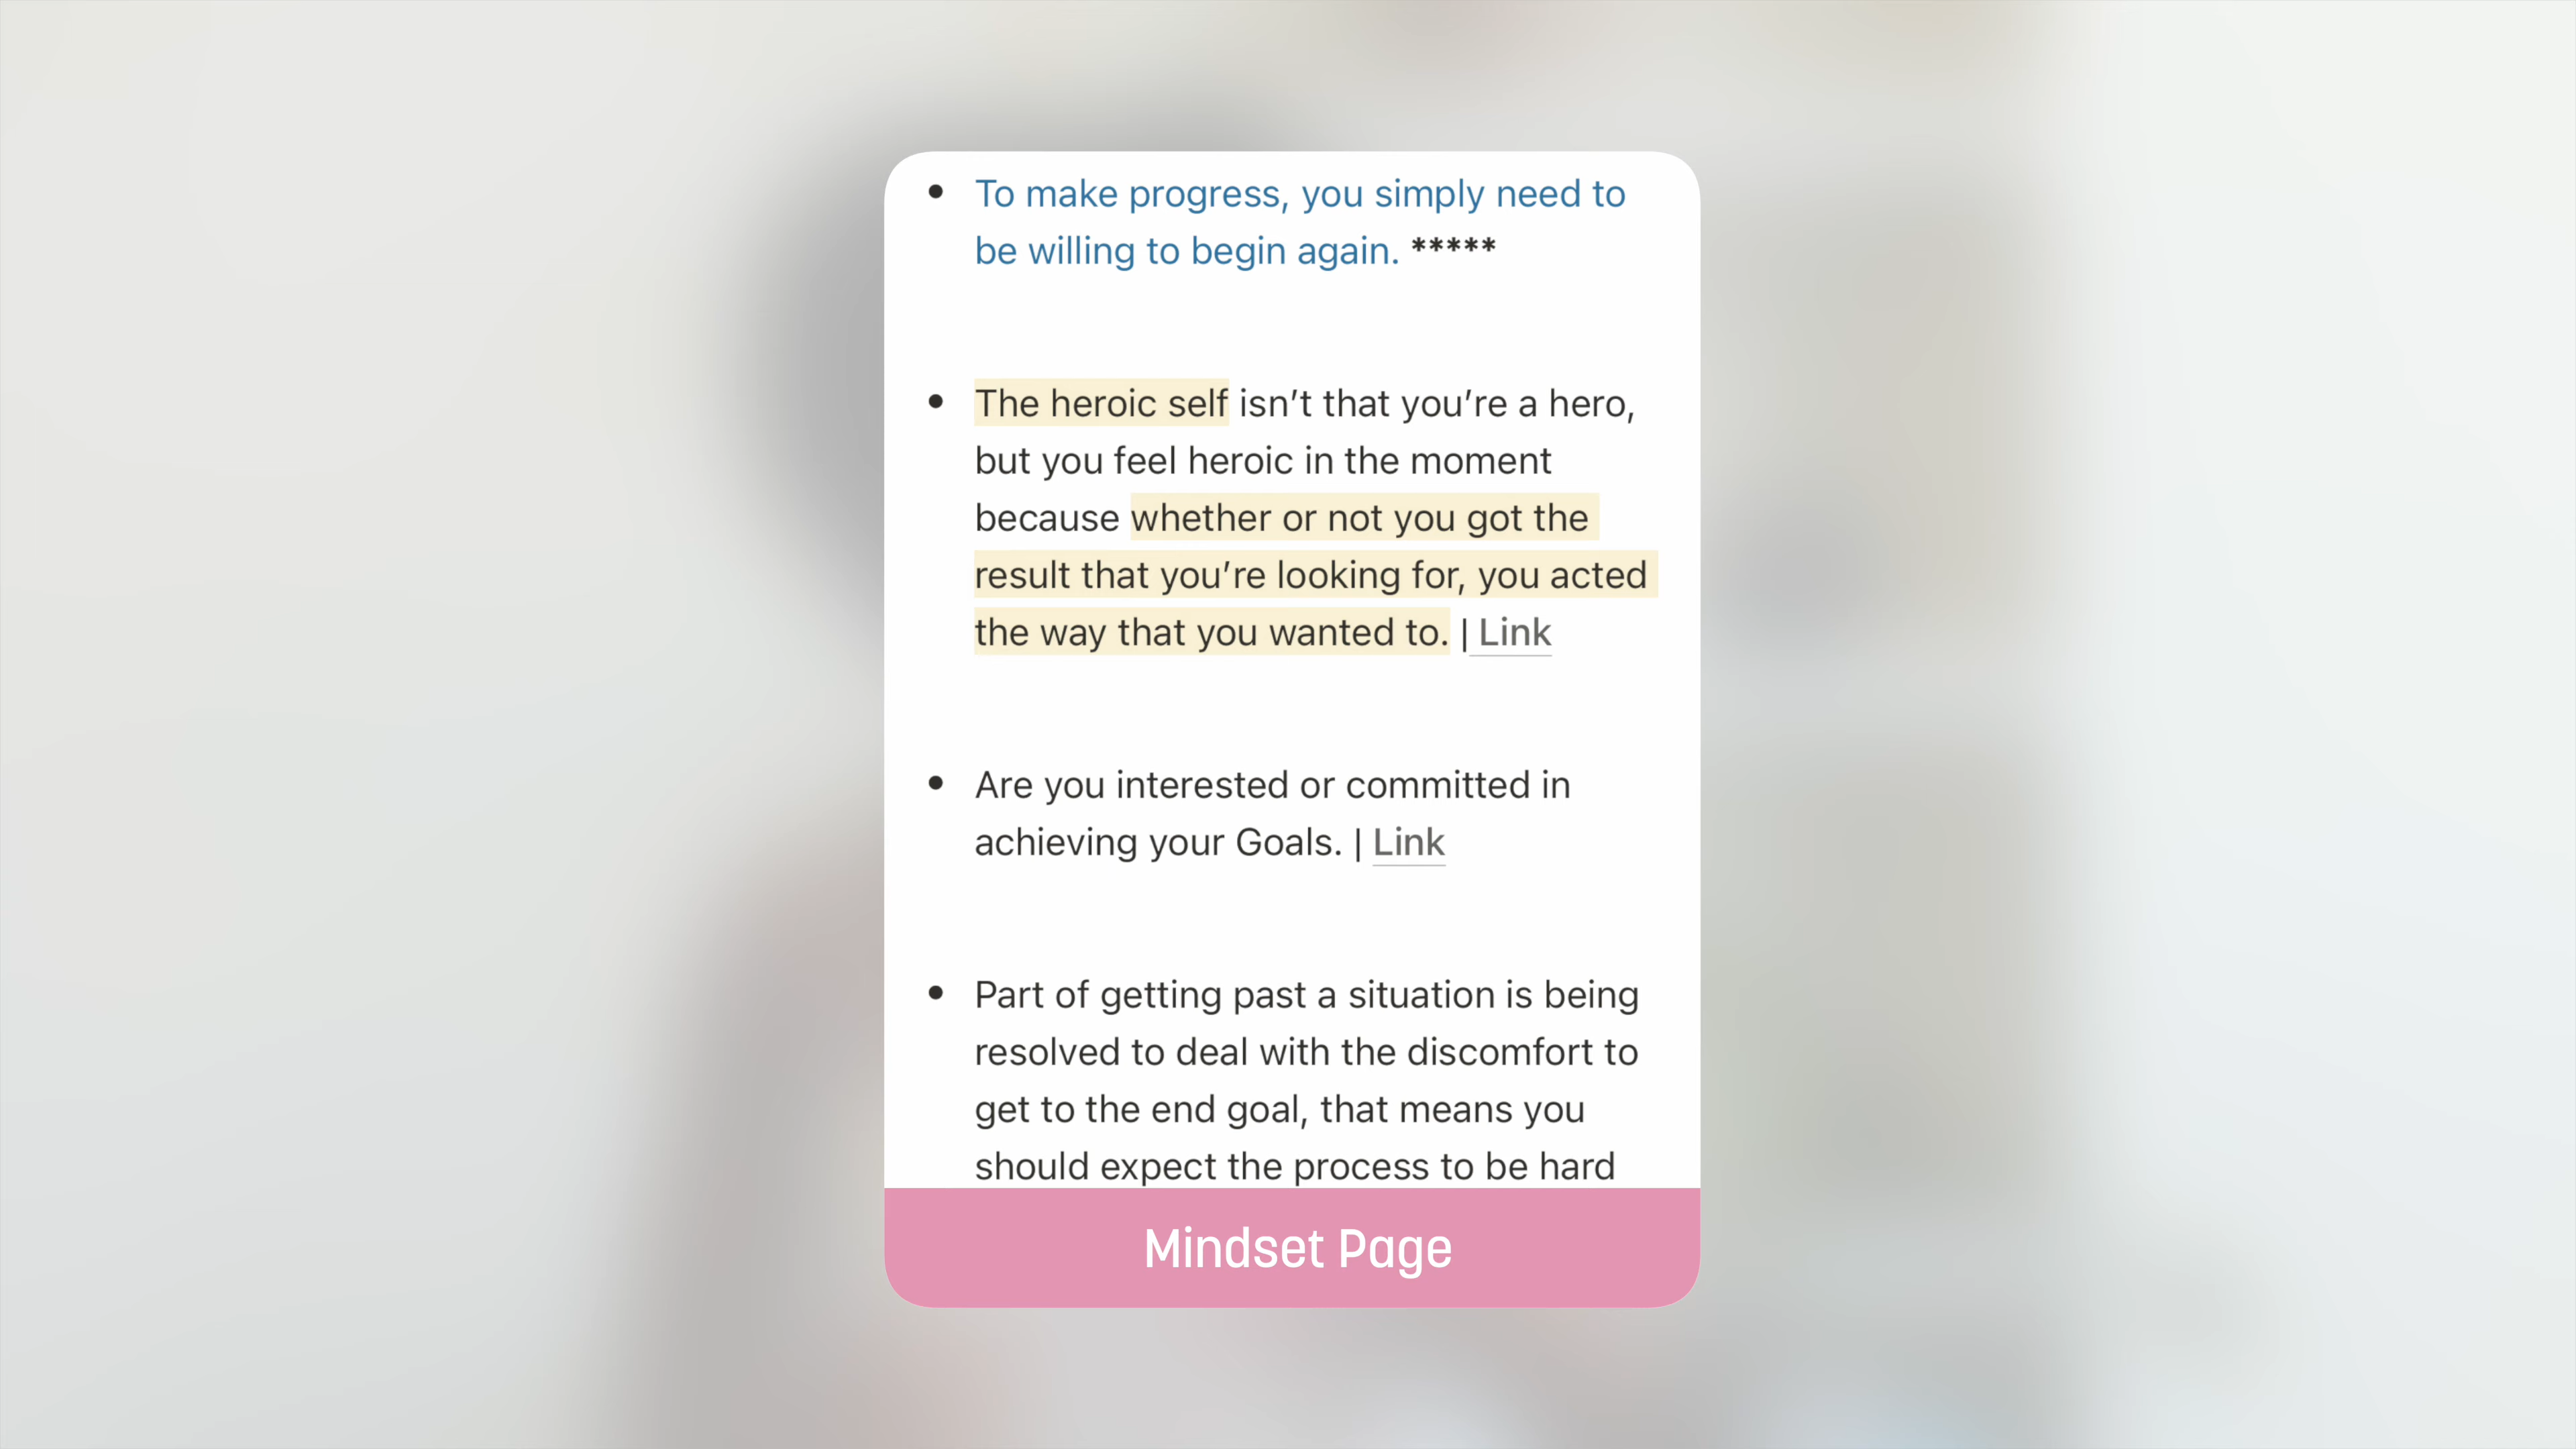 • To make progress, you simply need to
be willing to begin again. *****
• The heroic self isn’t that you’re a hero,
but you feel heroic in the moment
because whether or not you got the
result that you’re looking for, you acted
the way that you wanted to. | Link
• Are you interested or committed in
achieving your Goals. | Link
• Part of getting past a situation is being
resolved to deal with the discomfort to
get to the end goal, that means you
should expect the process to be hard
Mindset Page